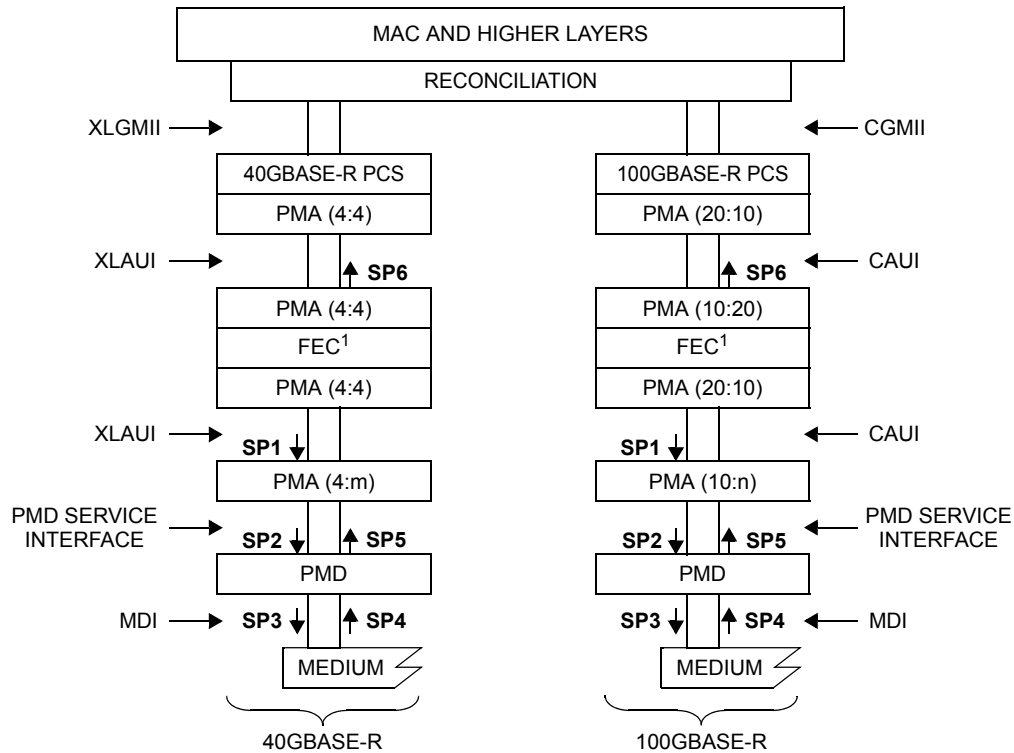 MAC AND HIGHER LAYERS
RECONCILIATION
XLGMII
CGMII
40GBASE-R PCS
100GBASE-R PCS
PMA (4:4)
PMA (20:10)
XLAUI
SP6
SP6
CAUI
PMA (4:4)
PMA (10:20)
FEC1
FEC1
PMA (4:4)
PMA (20:10)
XLAUI
SP1
SP1
CAUI
PMA (4:m)
PMA (10:n)
PMD SERVICE
INTERFACE
SP2
SP5
SP2
SP5
PMD SERVICE
INTERFACE
PMD
PMD
MDI
SP3
SP4
SP3
SP4
MDI
MEDIUM
MEDIUM
40GBASE-R
100GBASE-R